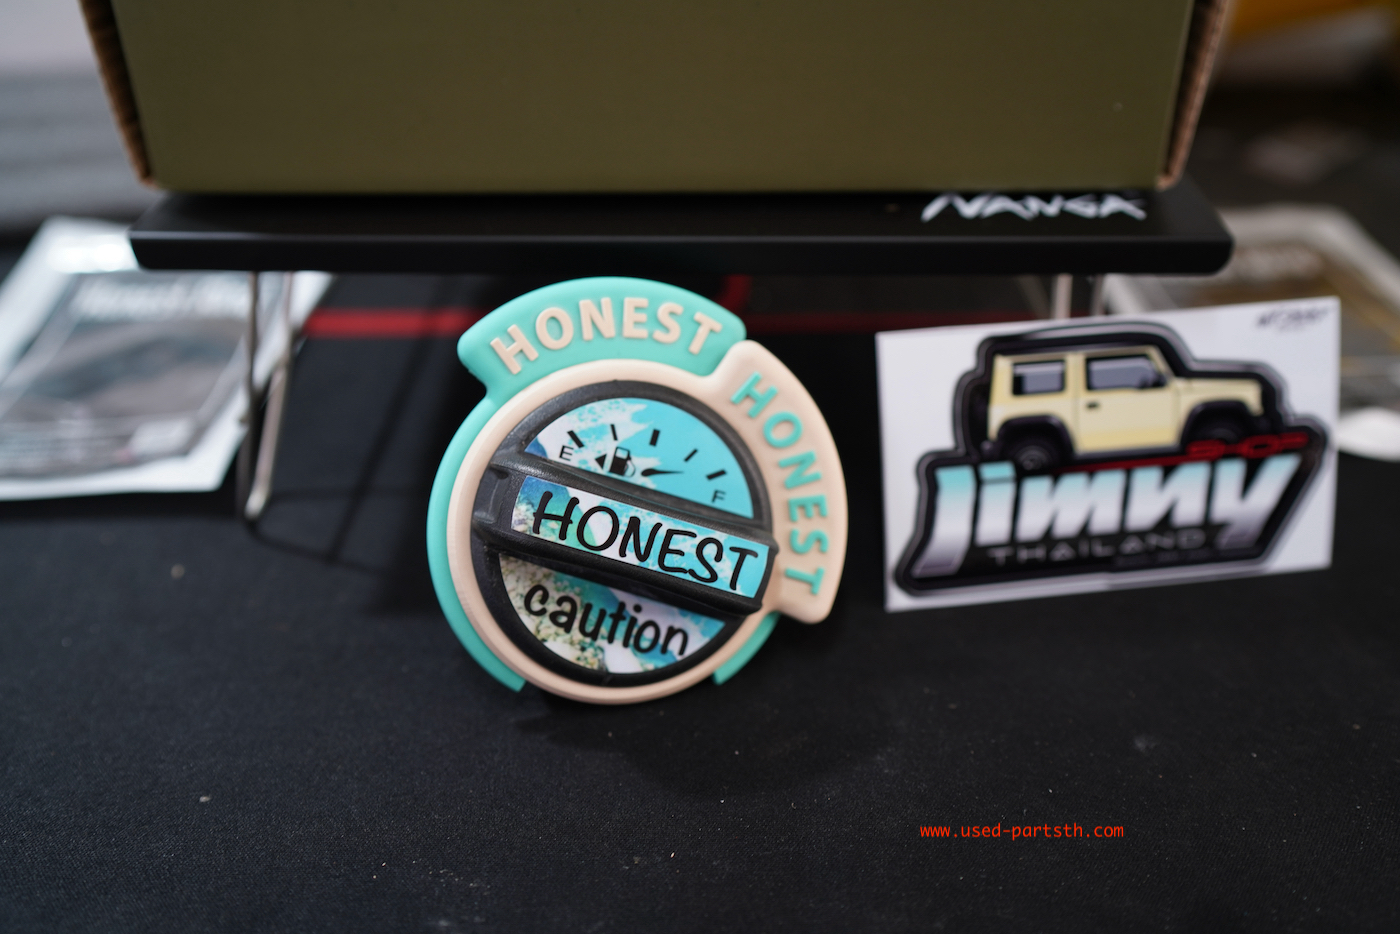 NANGA
HONEST
HONEST
E
F
HONEST
caution
Jimny
THAILAND
www.used-partsth.com